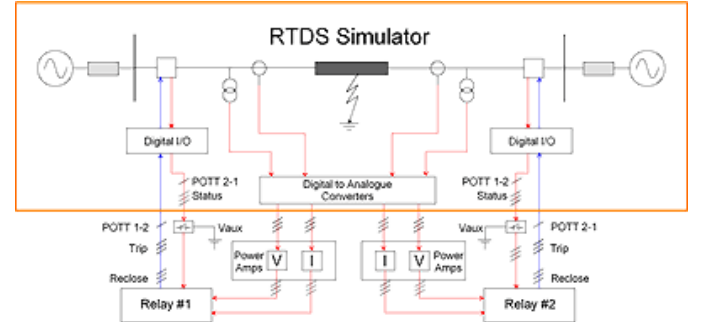 RTDS Simulator
Digital I/O
Digital I/O
POTT 2-1
Status
Digital to Analogue
Converters
POTT 1-2
Status
POTT 1-2
Vaux
Vaux
POTT 2-1
Trip
Power
Amps
V
I
I
V
Power
Amps
Trip
Reclose
Reclose
Relay #1
Relay #2